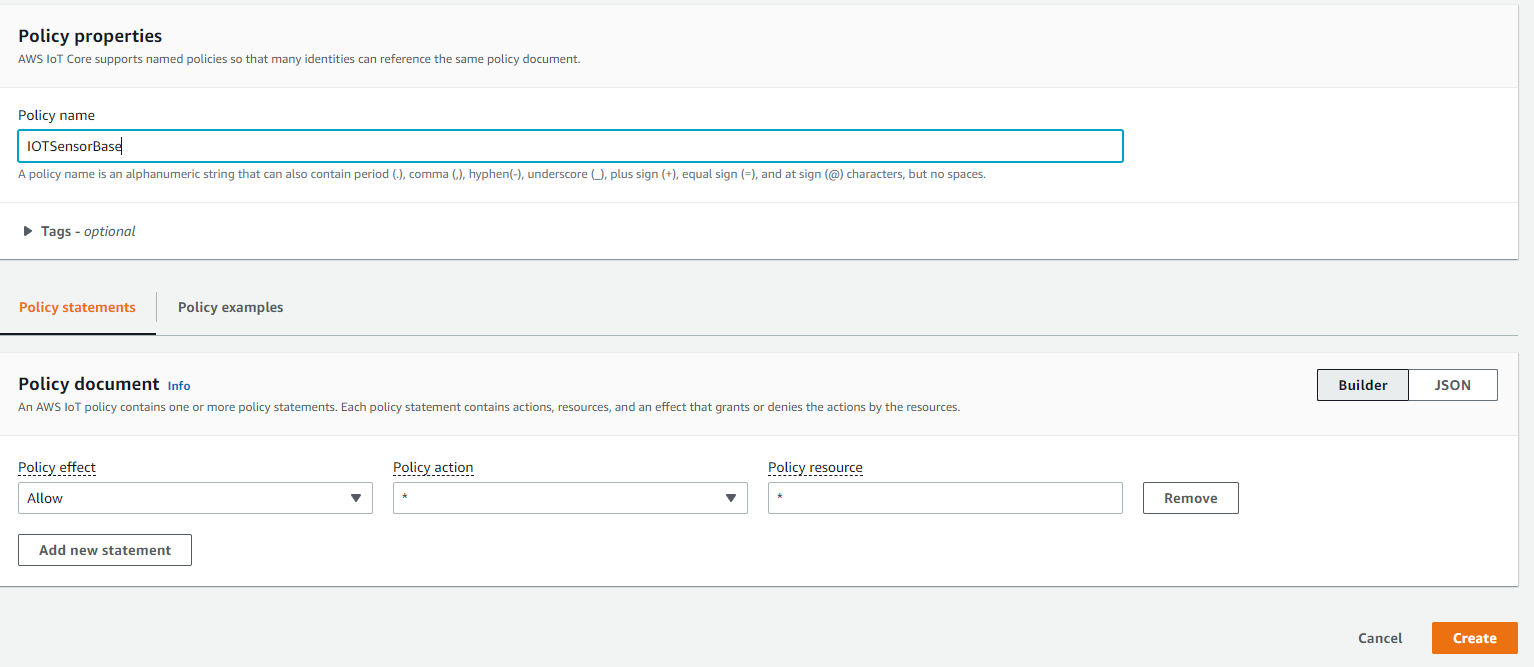 Policy properties
AWS IoT Core supports named policies so that many identities can reference the same policy document.
Policy name
IOTSensorBase
A policy name is an alphanumeric string that can also contain period (.), comma (,), hyphen(-), underscore (_), plus sign (+), equal sign (=), and at sign (@) characters, but no spaces.
Tags - optional
Policy statements Policy examples
Policy document Info
Builder JSON
An AWS IoT policy contains one or more policy statements. Each policy statement contains actions, resources, and an effect that grants or denies the actions by the resources.
Policy effect Policy action Policy resource
Allow * * Remove
Add new statement
Cancel Create